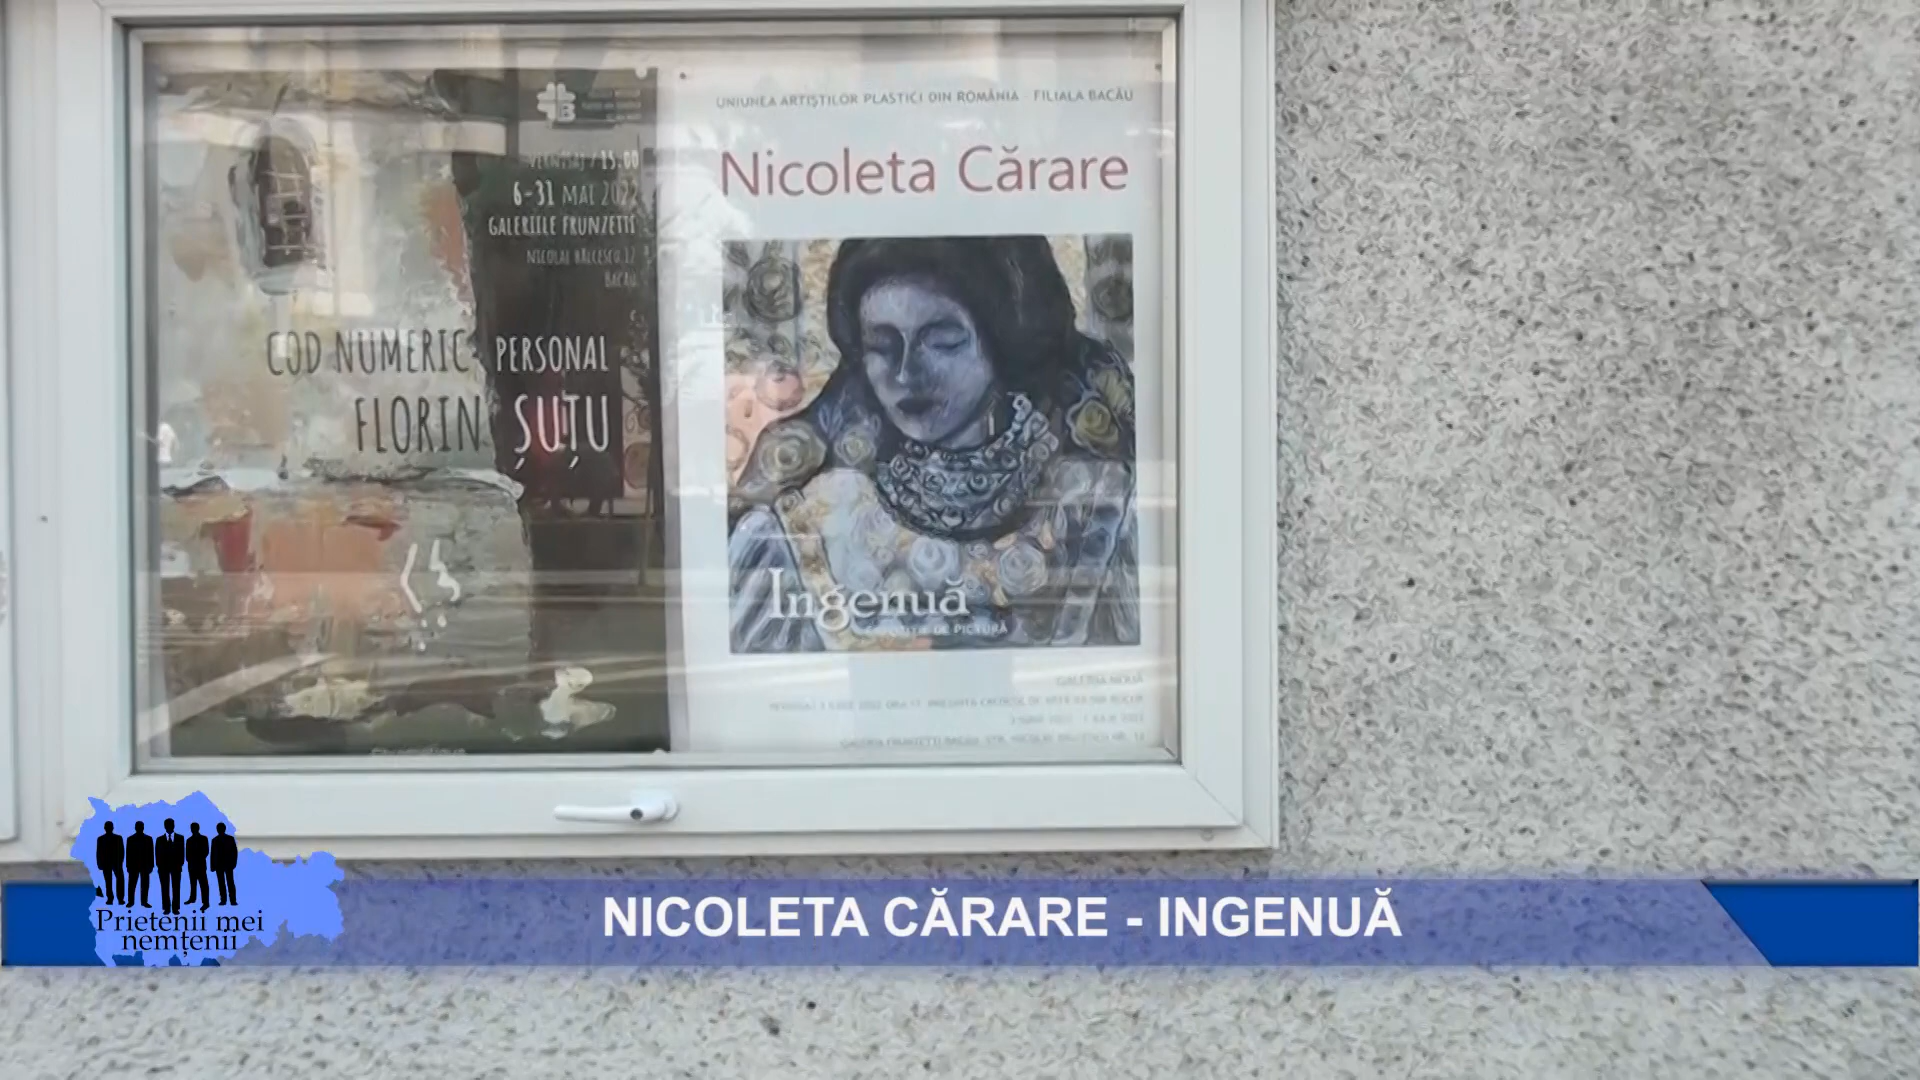 VERNISAJ / 15.00
6-31 MAI 2022
GALERIILE FRUNZETTI
NICOLAE BĂLCESCU 12
BACĂU
COD NUMERIC PERSONAL
FLORIN ȘUȚU
UNIUNEA ARTIȘTILOR PLASTICI DIN ROMÂNIA - FILIALA BACĂU
Nicoleta Cărare
Ingenuă
EXPOZIȚIE DE PICTURĂ
Prietenii mei
nemțenii
NICOLETA CĂRARE - INGENUĂ